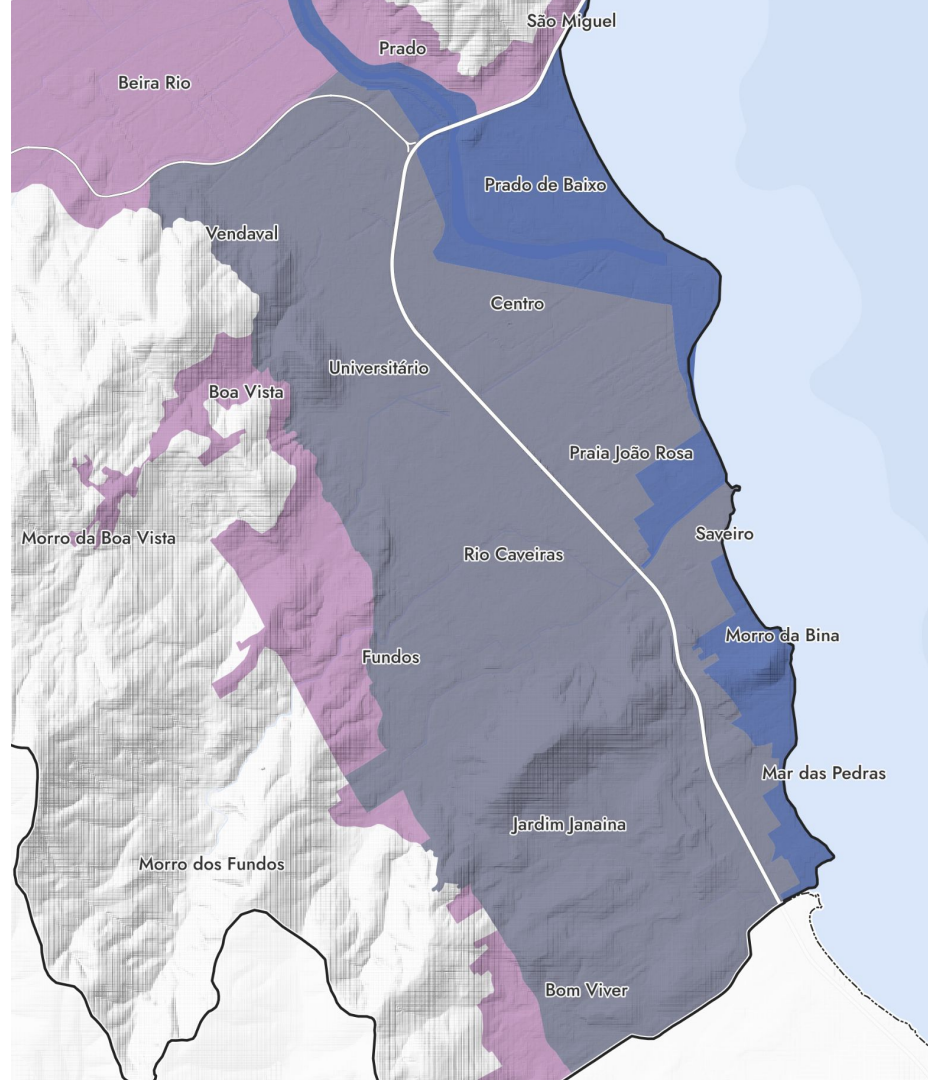 São Miguel
Prado
Beira Rio
Prado de Baixo
Vendaval
Centro
Universitário
Boa Vista
Praia João Rosa
Saveiro
Morro da Boa Vista
Rio Caveiras
Morro da Bina
Fundos
Mar das Pedras
Jardim Janaina
Morro dos Fundos
Bom Viver